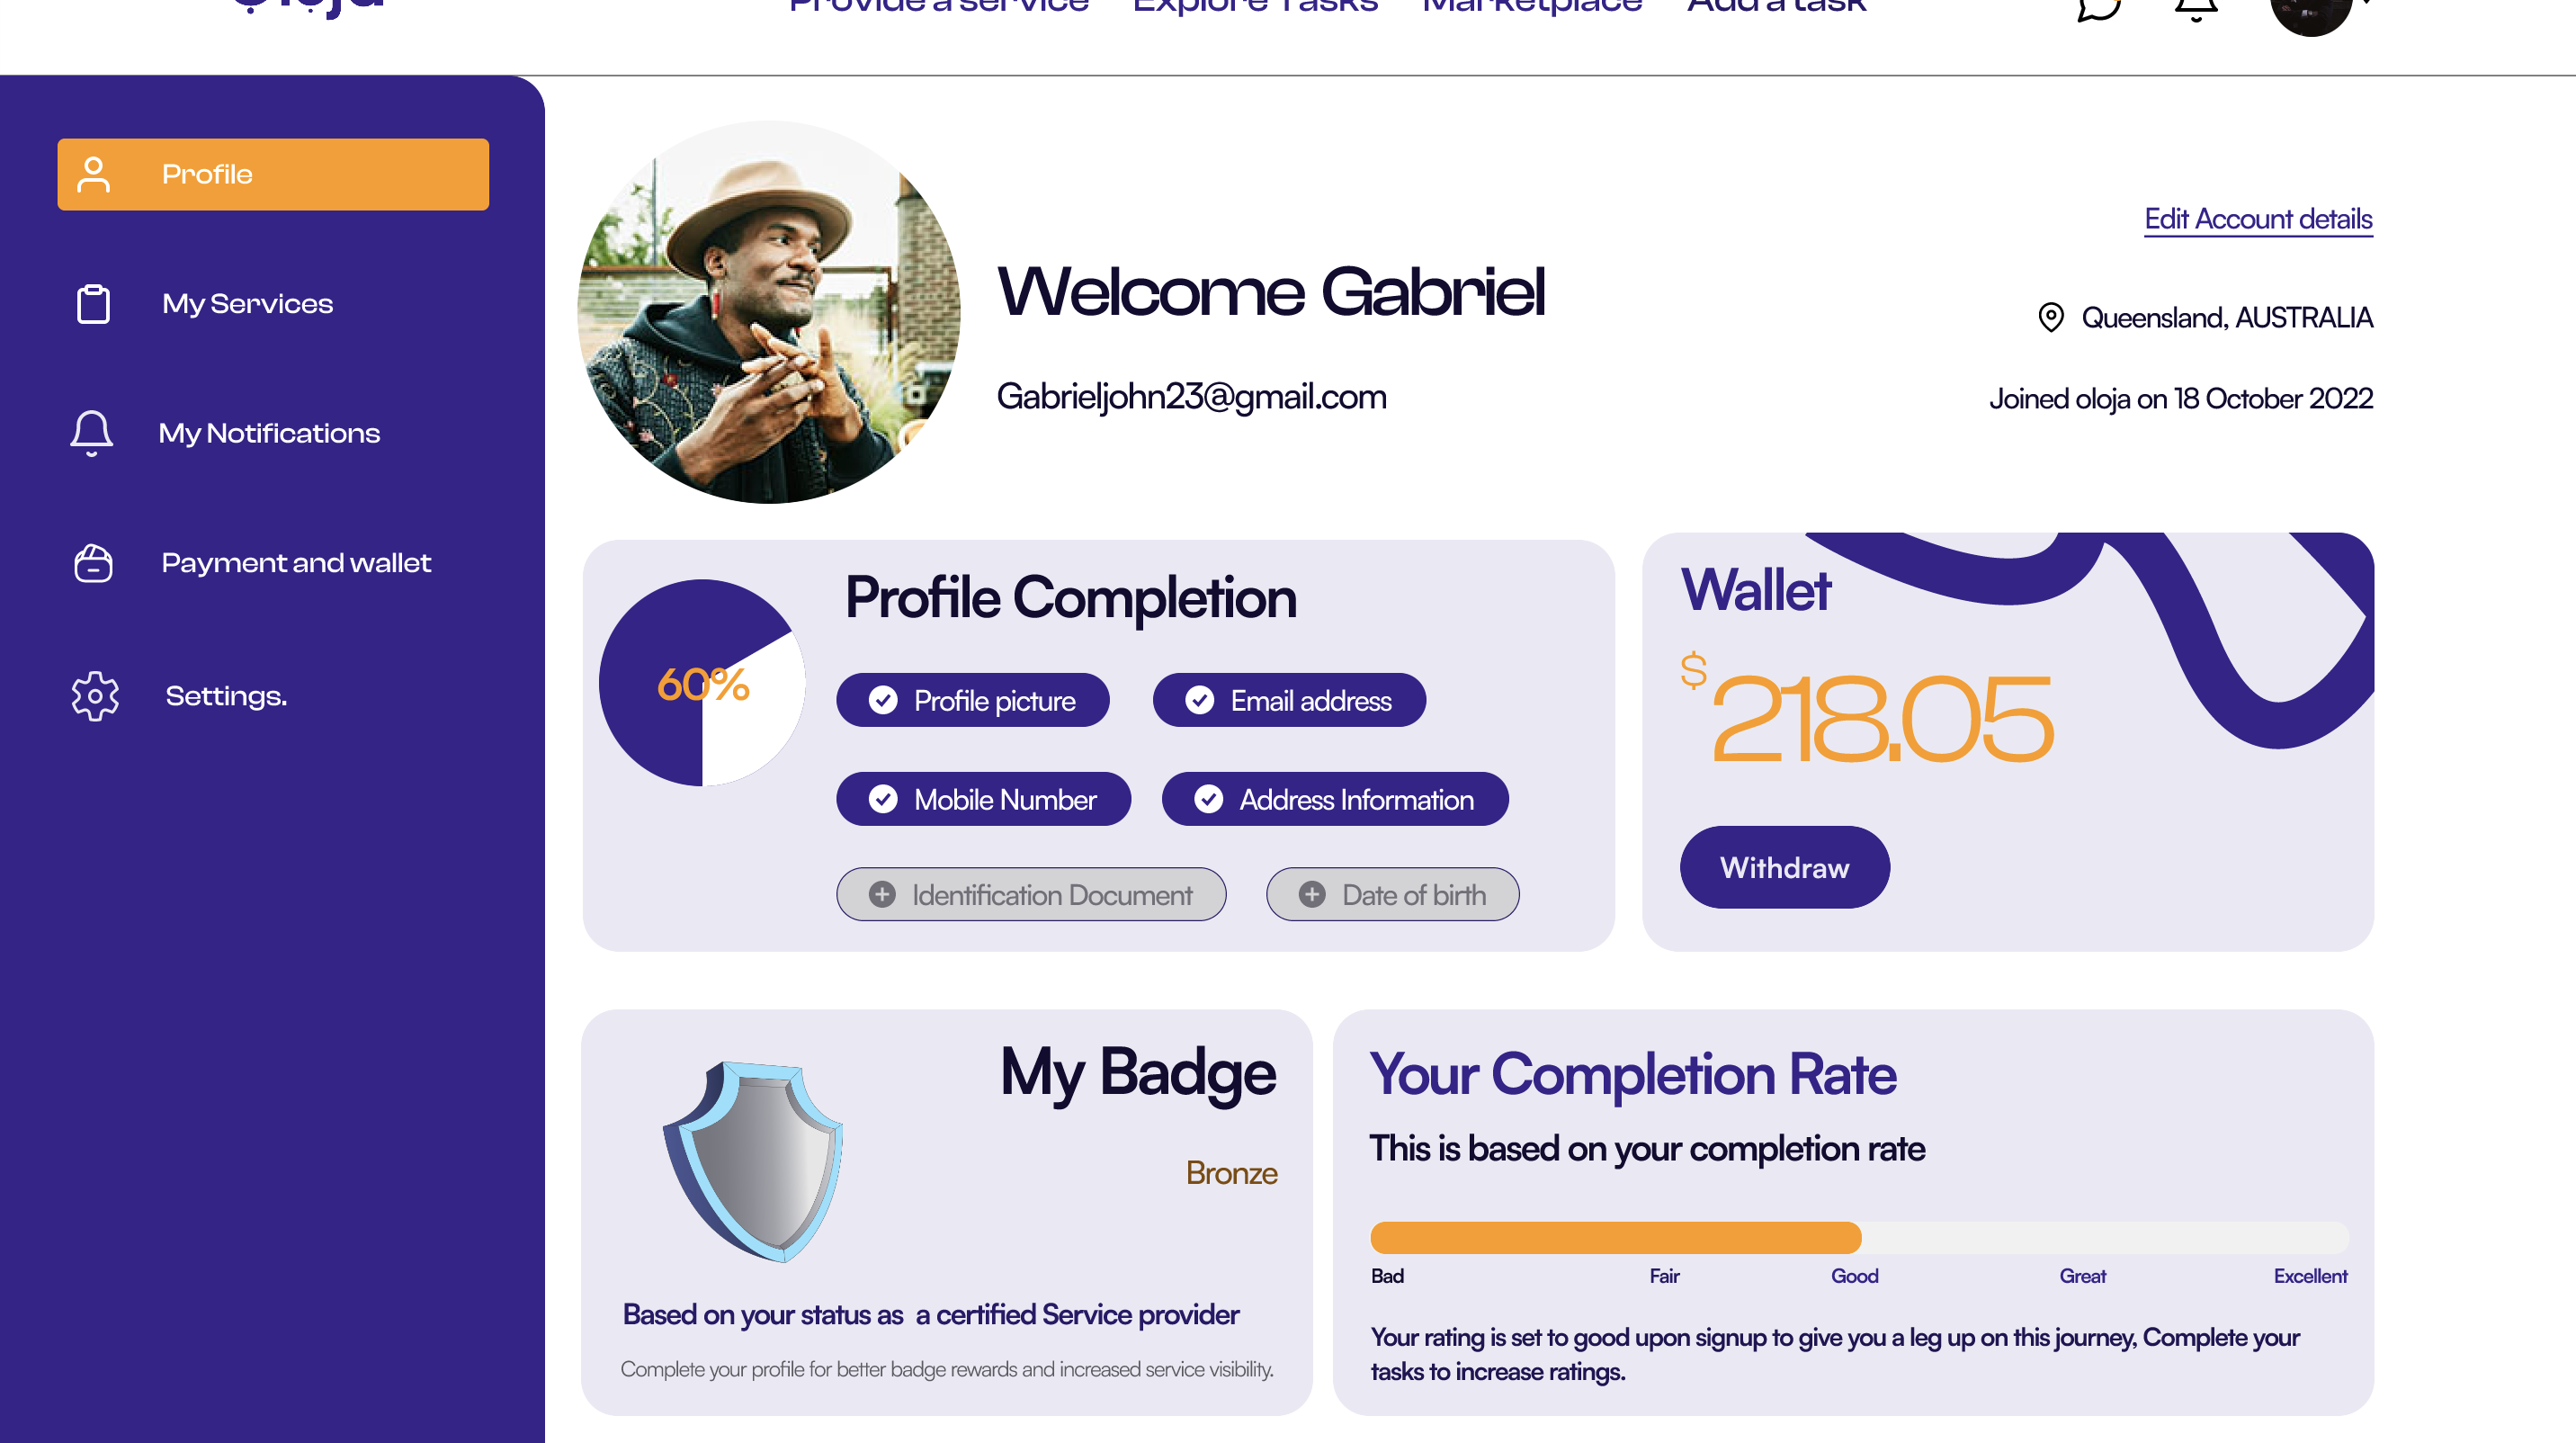 Ọlọja
Provide a service Explore Tasks Marketplace Add a task
Profile
My Services
My Notifications
Payment and wallet
Settings.
Welcome Gabriel
Gabrieljohn23@gmail.com
Edit Account details
Queensland, AUSTRALIA
Joined oloja on 18 October 2022
60%
Profile Completion
Profile picture
Email address
Mobile Number
Address Information
Identification Document
Date of birth
Wallet
$218.05
Withdraw
My Badge
Bronze
Based on your status as  a certified Service provider
Complete your profile for better badge rewards and increased service visibility.
Your Completion Rate
This is based on your completion rate
Bad Fair Good Great Excellent
Your rating is set to good upon signup to give you a leg up on this journey, Complete your
tasks to increase ratings.